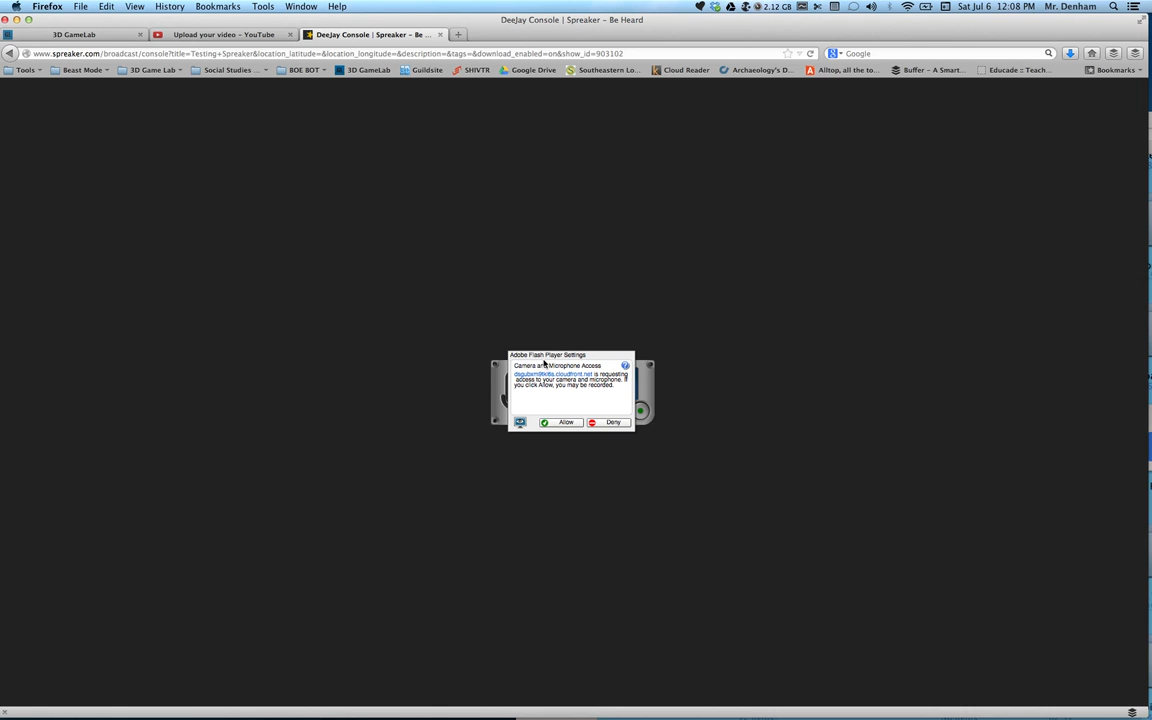 Firefox File Edit View History Bookmarks Tools Window Help 2.12 GB Sat Jul 6 12:08 PM Mr. Denham
DeeJay Console | Spreaker - Be Heard
3D GameLab Upload your video - YouTube DeeJay Console | Spreaker - Be ...
www.spreaker.com/broadcast/console?title=Testing+Spreaker&location_latitude=&location_longitude=&description=&tags=&download_enabled=on&show_id=903102 Google
Tools Beast Mode 3D Game Lab Social Studies ... BOE BOT 3D GameLab Guildsite SHIVTR Google Drive Southeastern Lo... Cloud Reader Archaeology's D... Alltop, all the to... Buffer - A Smart... Educade :: Teach... Bookmarks
Adobe Flash Player Settings
Camera and Microphone Access
is requesting
access to your camera and microphone. If
you click Allow, you may be recorded.
Allow Deny